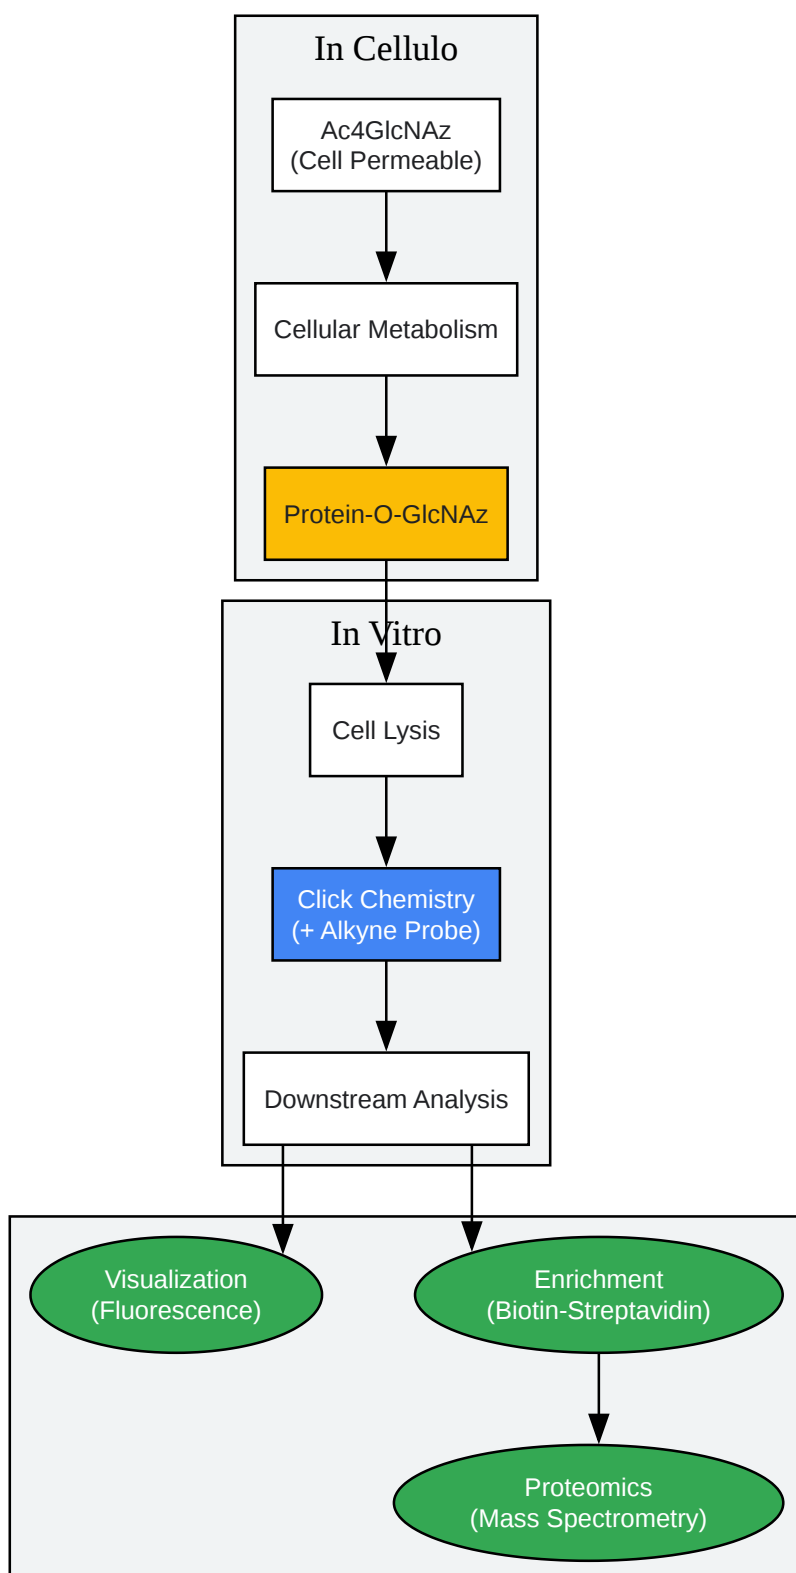 In Cellulo
Ac4GlcNAz
(Cell Permeable)
Cellular Metabolism
Protein-O-GlcNAz
In Vitro
Cell Lysis
Click Chemistry
(+ Alkyne Probe)
Downstream Analysis
Visualization
(Fluorescence)
Enrichment
(Biotin-Streptavidin)
Proteomics
(Mass Spectrometry)